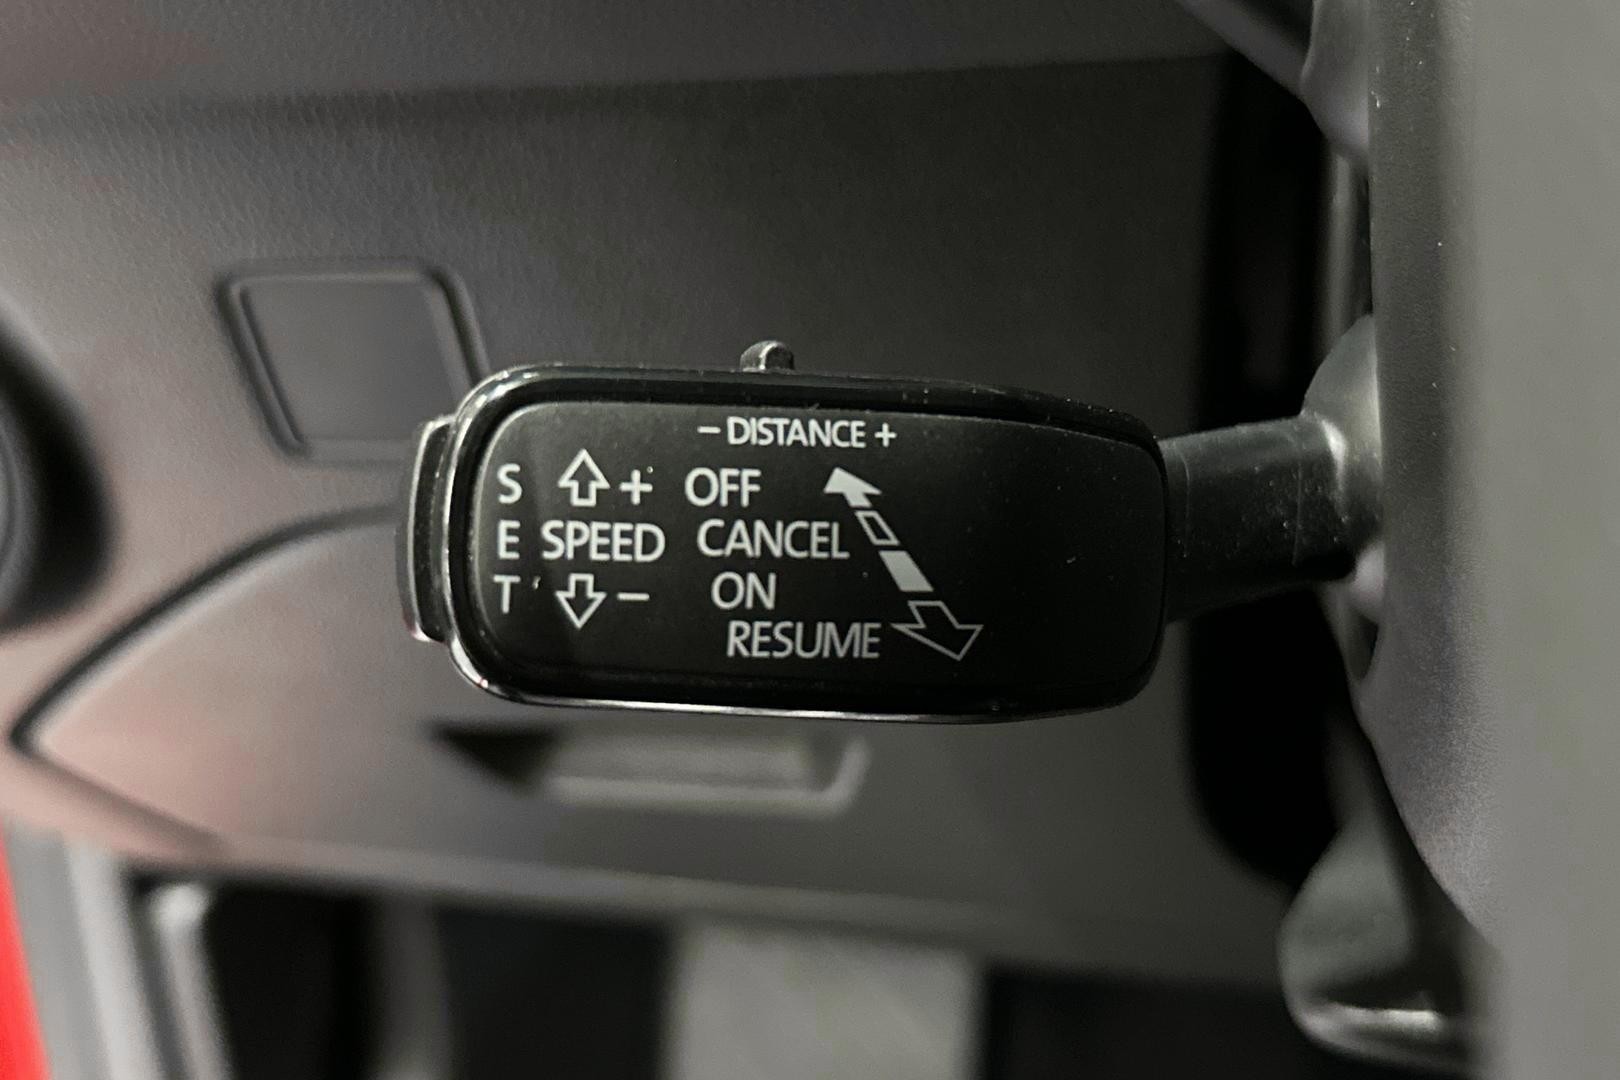 – DISTANCE +
S + OFF
E SPEED CANCEL
T – ON
RESUME